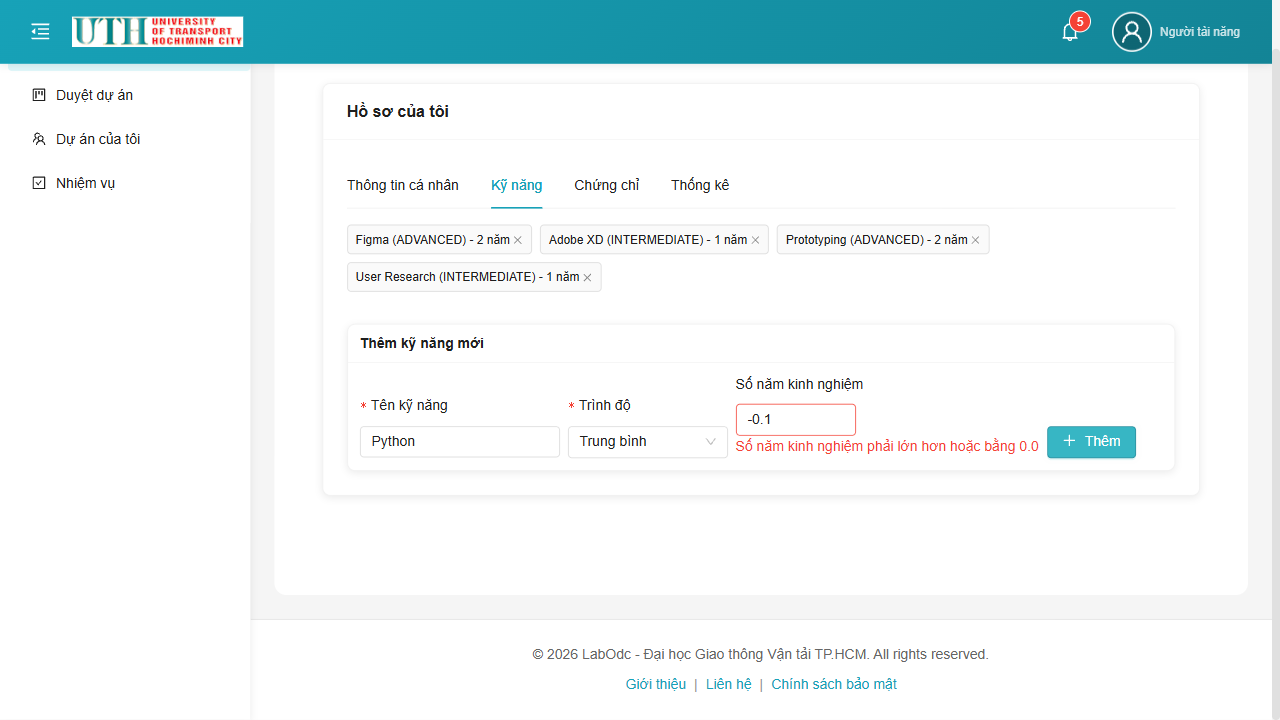 UTH UNIVERSITY
OF TRANSPORT
HOCHIMINH CITY
5
Người tài năng
Duyệt dự án
Dự án của tôi
Nhiệm vụ
Hồ sơ của tôi
Thông tin cá nhân Kỹ năng Chứng chỉ Thống kê
Figma (ADVANCED) - 2 năm Adobe XD (INTERMEDIATE) - 1 năm Prototyping (ADVANCED) - 2 năm
User Research (INTERMEDIATE) - 1 năm
Thêm kỹ năng mới
* Tên kỹ năng
Python
* Trình độ
Trung bình
Số năm kinh nghiệm
-0.1
Số năm kinh nghiệm phải lớn hơn hoặc bằng 0.0
+ Thêm
© 2026 LabOdc - Đại học Giao thông Vận tải TP.HCM. All rights reserved.
Giới thiệu | Liên hệ | Chính sách bảo mật